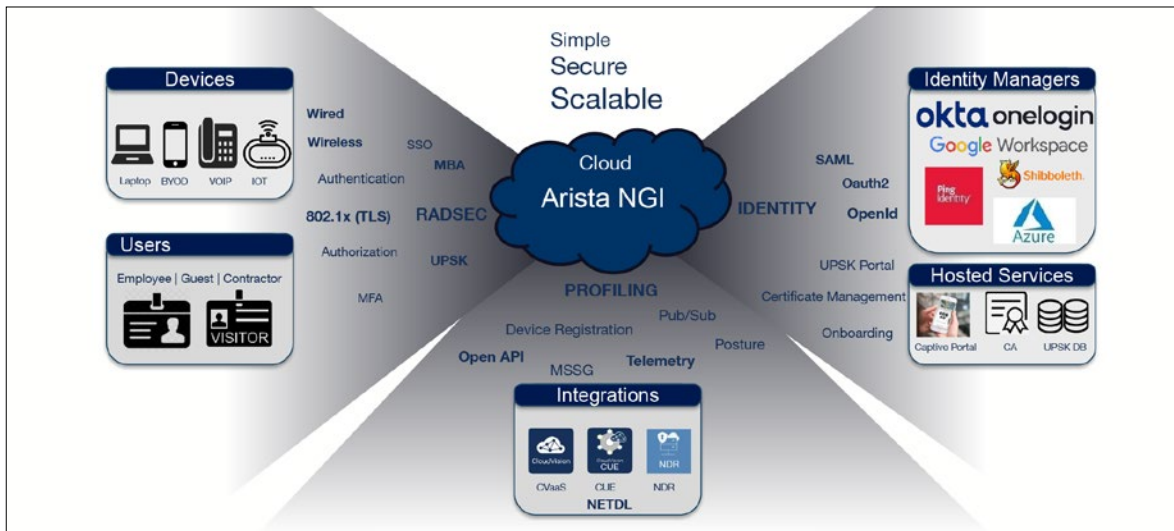 Simple
Secure
Scalable
Cloud
Arista NGI
Devices
Laptop BYOD VOIP IOT
Users
Employee | Guest | Contractor
VISITOR
Wired
Wireless
SSO
MBA
Authentication
802.1x (TLS)
RADSEC
Authorization
UPSK
MFA
PROFILING
Pub/Sub
Device Registration
Posture
Open API
Telemetry
MSSG
Integrations
CloudVision
CUE
NDR
CVaaS CUE NDR
NETDL
IDENTITY
SAML
Oauth2
OpenId
UPSK Portal
Certificate Management
Onboarding
Identity Managers
okta onelogin
Google Workspace
Ping
Identity
Shibboleth.
Azure
Hosted Services
Captivo Portal CA UPSK DB